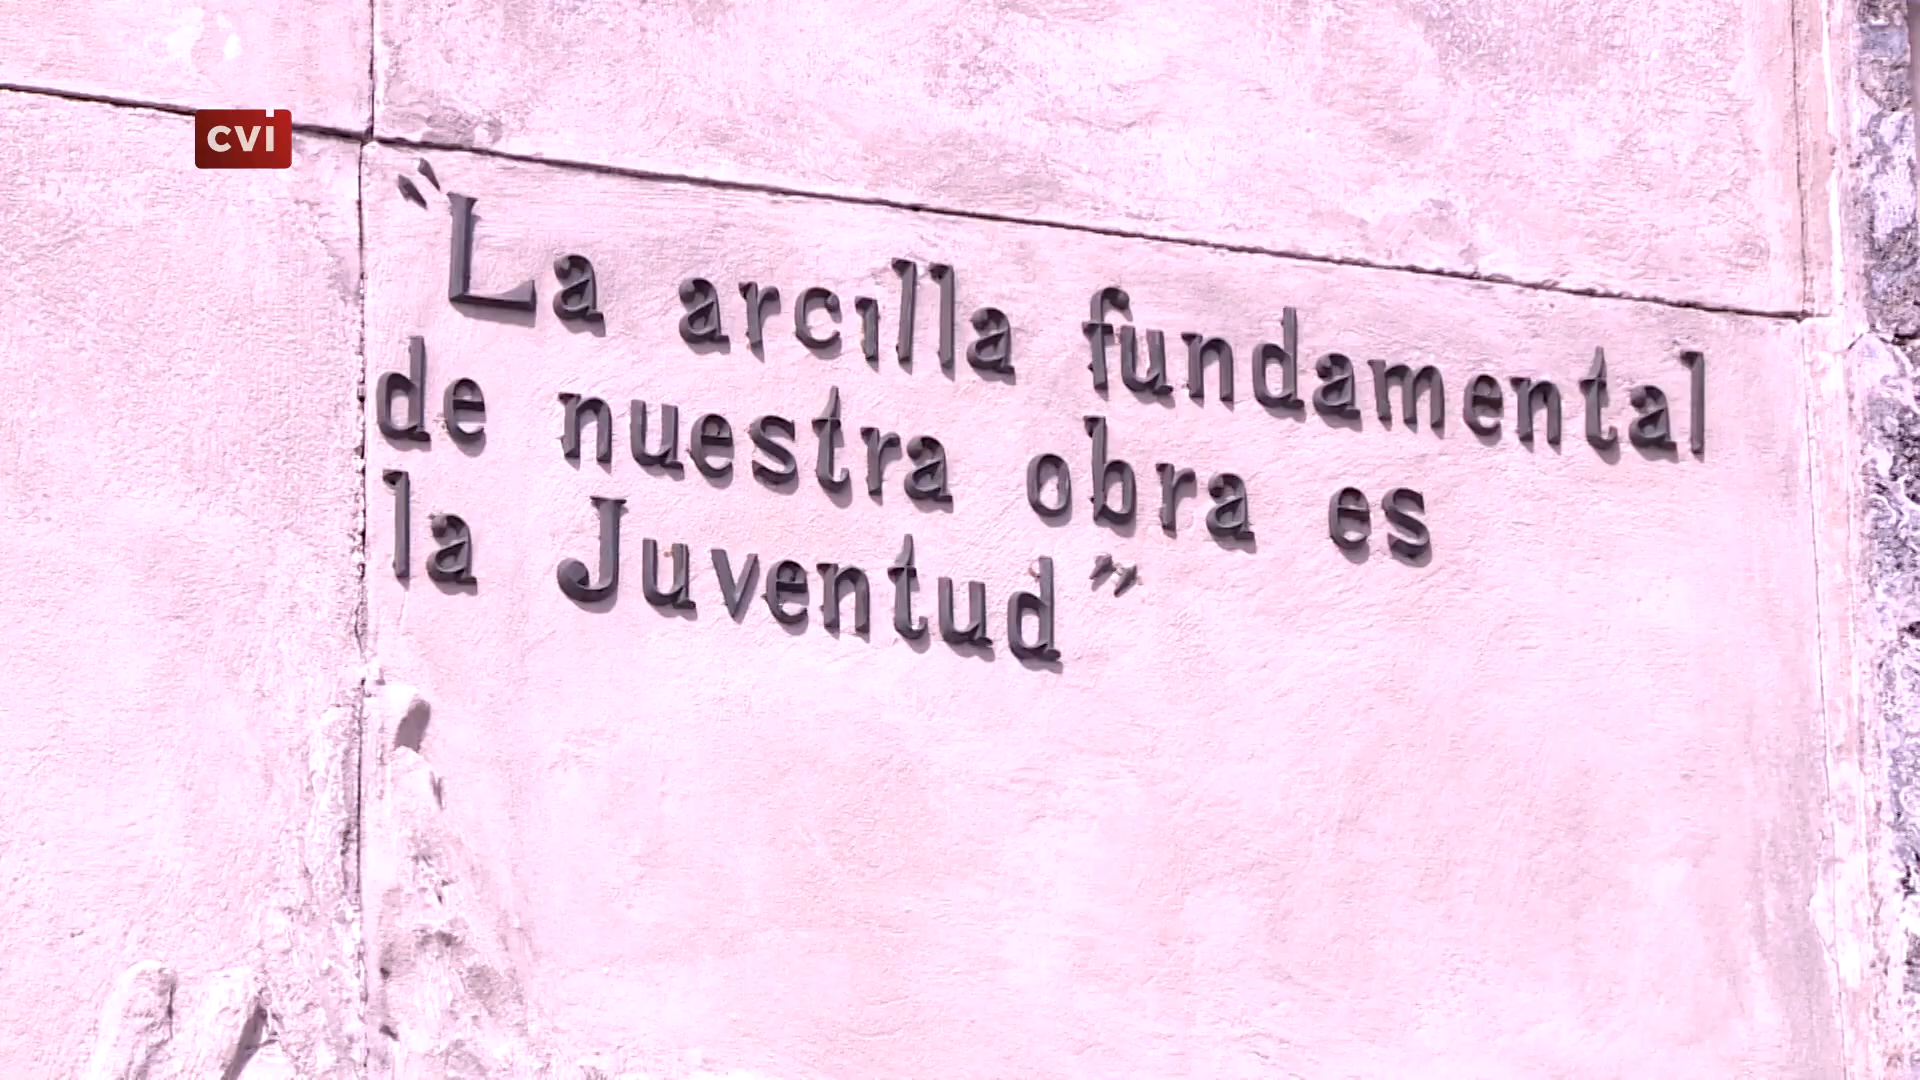 cvi
“La arcilla fundamental
de nuestra obra es
la Juventud”